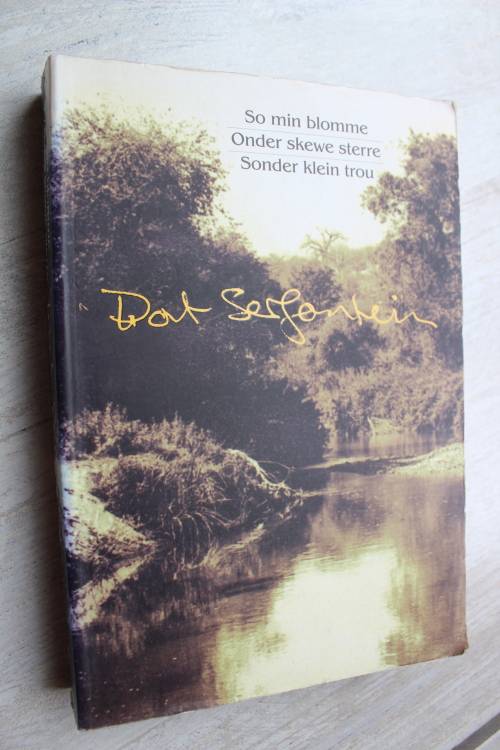 So min blomme
Onder skewe sterre
Sonder klein trou
Dot Serfontein